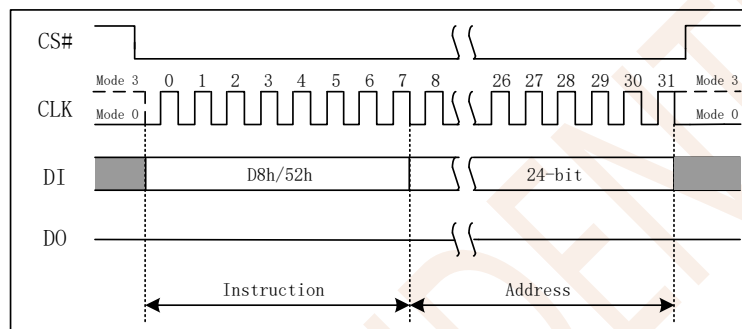 CS#
Mode 3 0 1 2 3 4 5 6 7 8 26 27 28 29 30 31 Mode 3
CLK
Mode 0 Mode 0
DI D8h/52h 24-bit
DO
Instruction Address